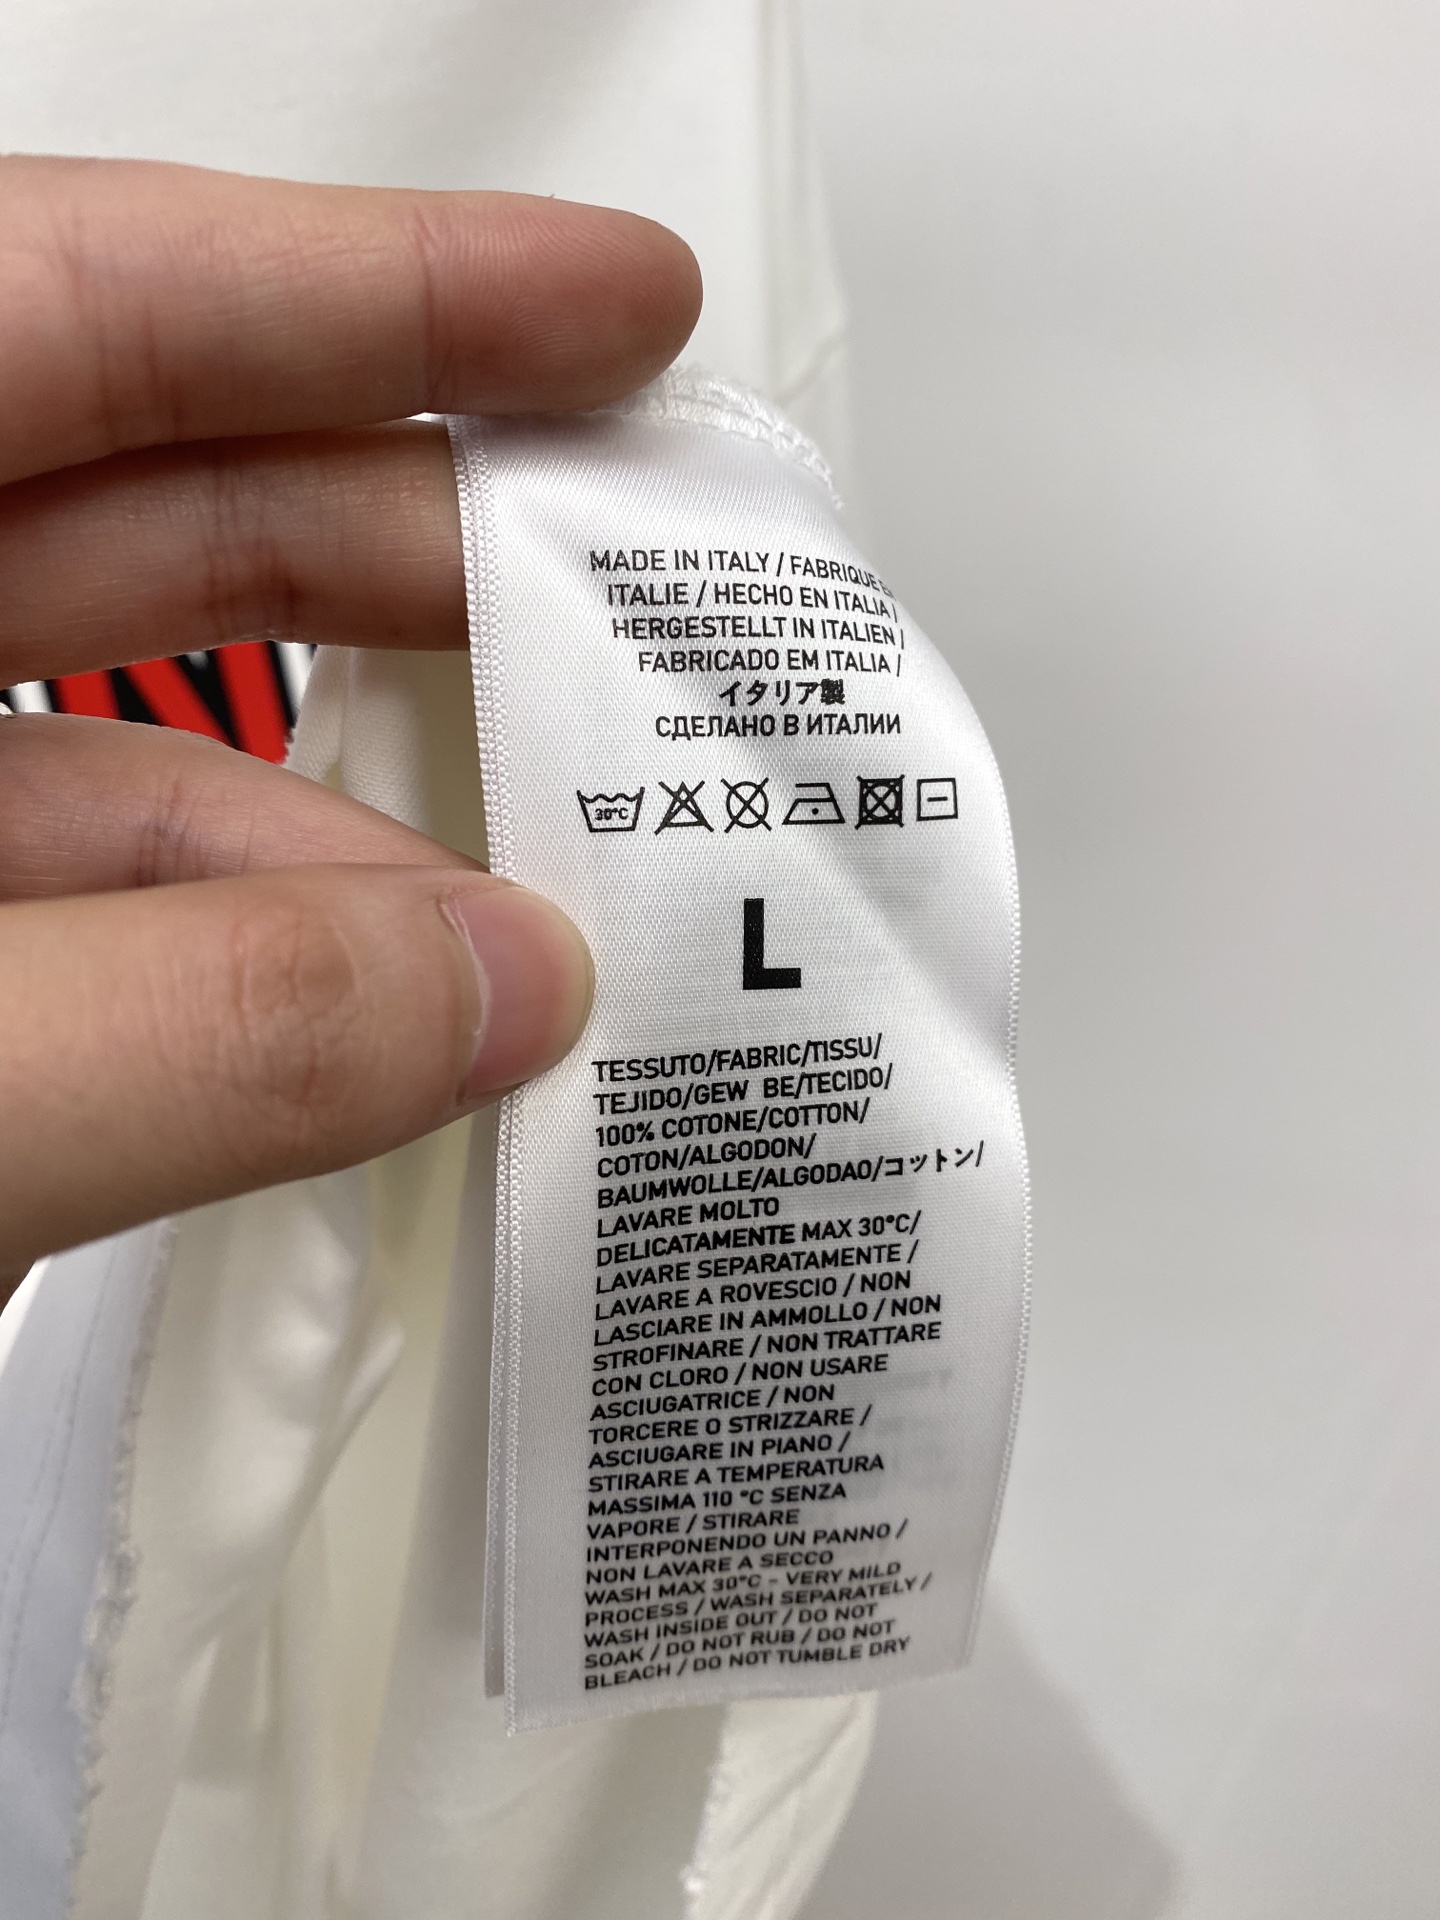 MADE IN ITALY / FABRIQUE
ITALIE / HECHO EN ITALIA /
HERGESTELLT IN ITALIEN /
FABRICADO EM ITALIA /
イタリア製
СДЕЛАНО В ИТАЛИИ
30°C
L
TESSUTO/FABRIC/TISSU/
TEJIDO/GEW BE/TECIDO/
100% COTONE/COTTON/
COTON/ALGODON/
BAUMWOLLE/ALGODAO/コットン/
LAVARE MOLTO
DELICATAMENTE MAX 30°C/
LAVARE SEPARATAMENTE /
LAVARE A ROVESCIO / NON
LASCIARE IN AMMOLLO / NON
STROFINARE / NON TRATTARE
CON CLORO / NON USARE
ASCIUGATRICE / NON
TORCERE O STRIZZARE /
ASCIUGARE IN PIANO /
STIRARE A TEMPERATURA
MASSIMA 110 °C SENZA
VAPORE / STIRARE
INTERPONENDO UN PANNO /
NON LAVARE A SECCO
WASH MAX 30°C - VERY MILD
PROCESS / WASH SEPARATELY /
WASH INSIDE OUT / DO NOT
SOAK / DO NOT RUB / DO NOT
BLEACH / DO NOT TUMBLE DRY